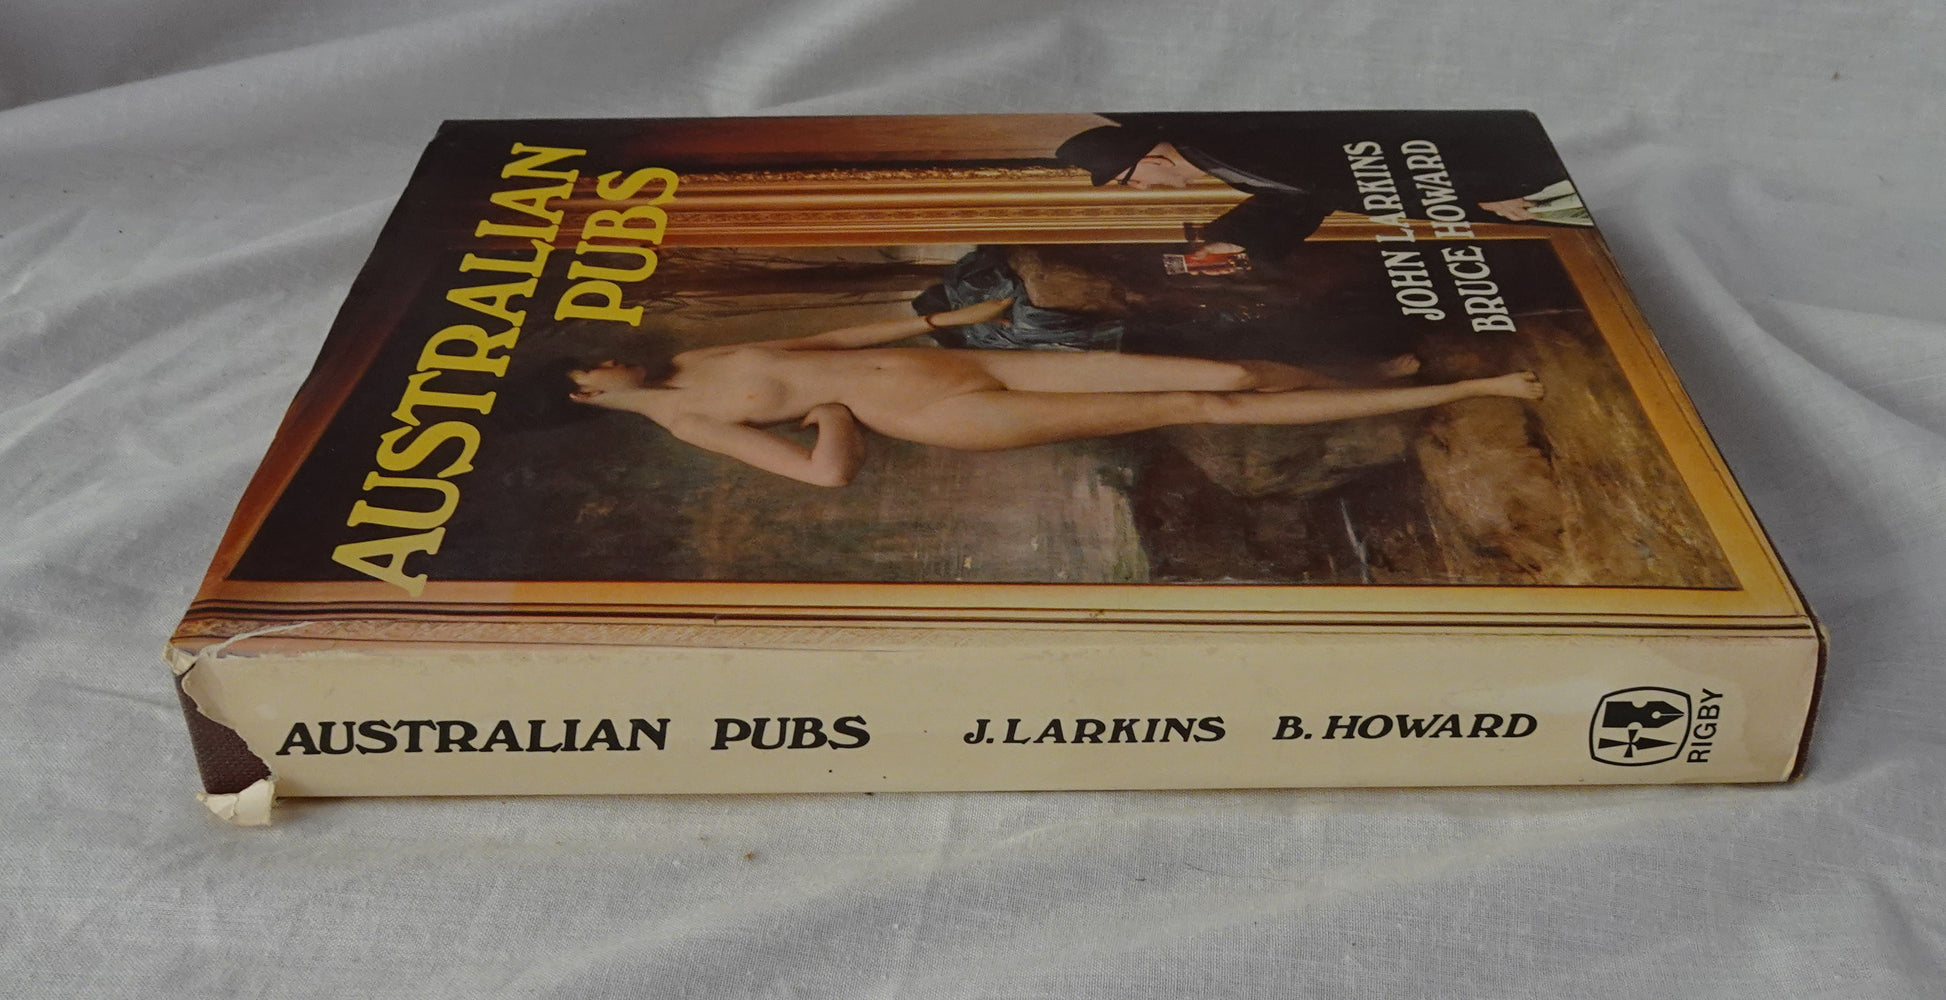 AUSTRALIAN
PUBS
JOHN LARKINS
BRUCE HOWARD
AUSTRALIAN PUBS J. LARKINS B. HOWARD
RIGBY